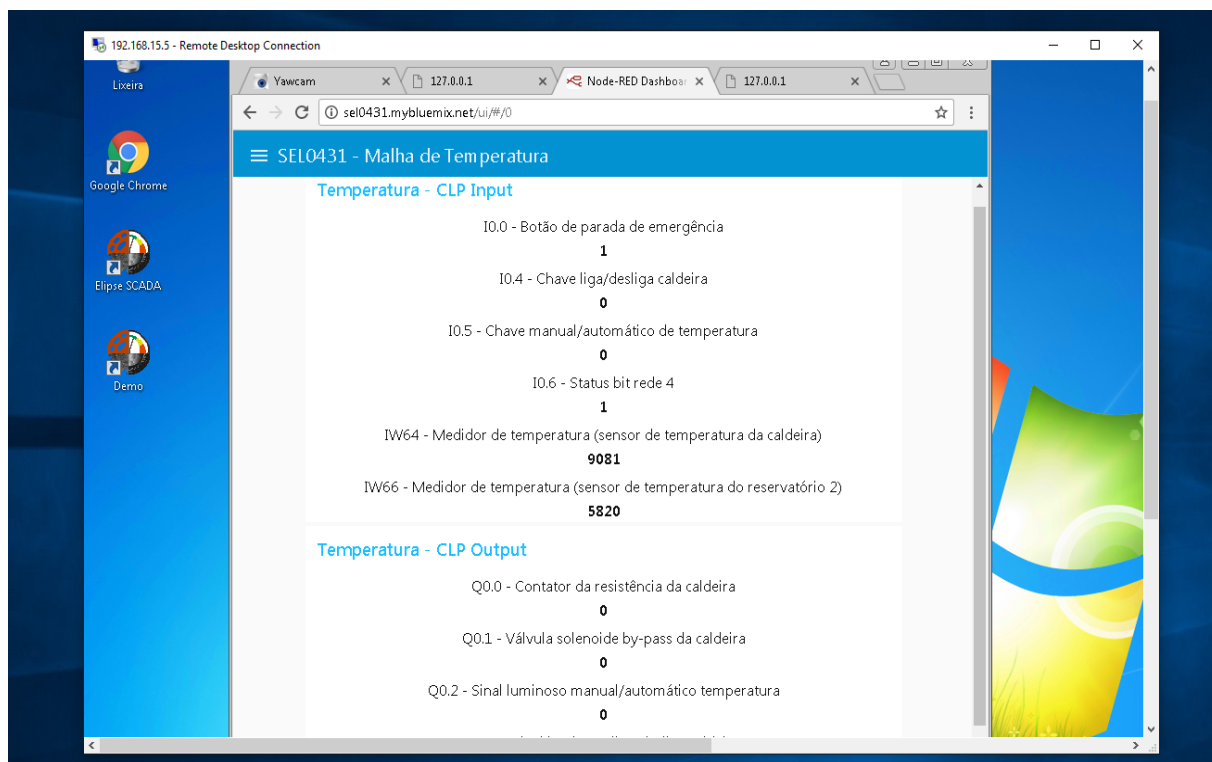 192.168.15.5 - Remote Desktop Connection
Lixeira
Yawcam
127.0.0.1
Node-RED Dashboar
127.0.0.1
sel0431.mybluemix.net/ui/#/0
SEL0431 - Malha de Temperatura
Google Chrome
Elipse SCADA
Demo
Temperatura - CLP Input
I0.0 - Botão de parada de emergência
1
I0.4 - Chave liga/desliga caldeira
0
I0.5 - Chave manual/automático de temperatura
0
I0.6 - Status bit rede 4
1
IW64 - Medidor de temperatura (sensor de temperatura da caldeira)
9081
IW66 - Medidor de temperatura (sensor de temperatura do reservatório 2)
5820
Temperatura - CLP Output
Q0.0 - Contator da resistência da caldeira
0
Q0.1 - Válvula solenoide by-pass da caldeira
0
Q0.2 - Sinal luminoso manual/automático temperatura
0